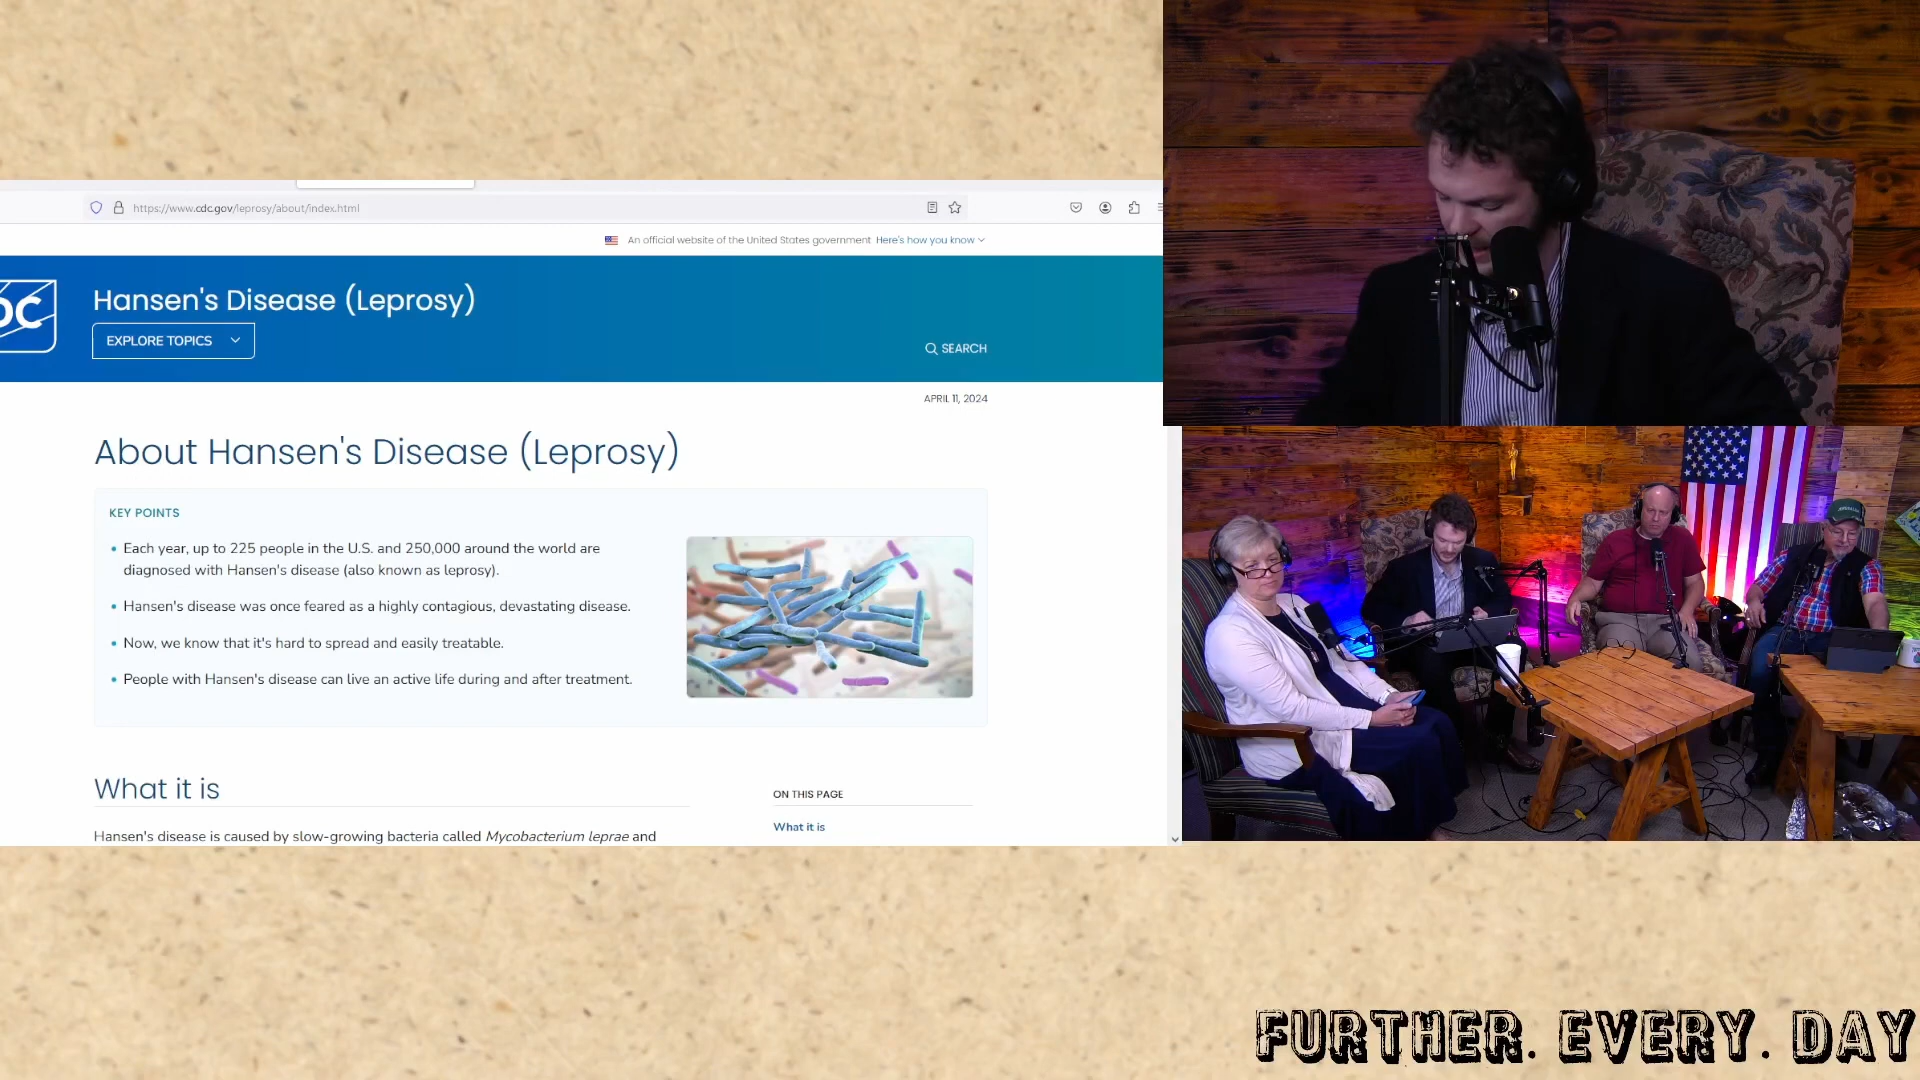 https://www.cdc.gov/leprosy/about/index.html
An official website of the United States government Here's how you know
DC
Hansen's Disease (Leprosy)
EXPLORE TOPICS
SEARCH
APRIL 11, 2024
About Hansen's Disease (Leprosy)
KEY POINTS
• Each year, up to 225 people in the U.S. and 250,000 around the world are
diagnosed with Hansen's disease (also known as leprosy).
• Hansen's disease was once feared as a highly contagious, devastating disease.
• Now, we know that it's hard to spread and easily treatable.
• People with Hansen's disease can live an active life during and after treatment.
What it is
Hansen's disease is caused by slow-growing bacteria called Mycobacterium leprae and
ON THIS PAGE
What it is
FURTHER. EVERY. DAY